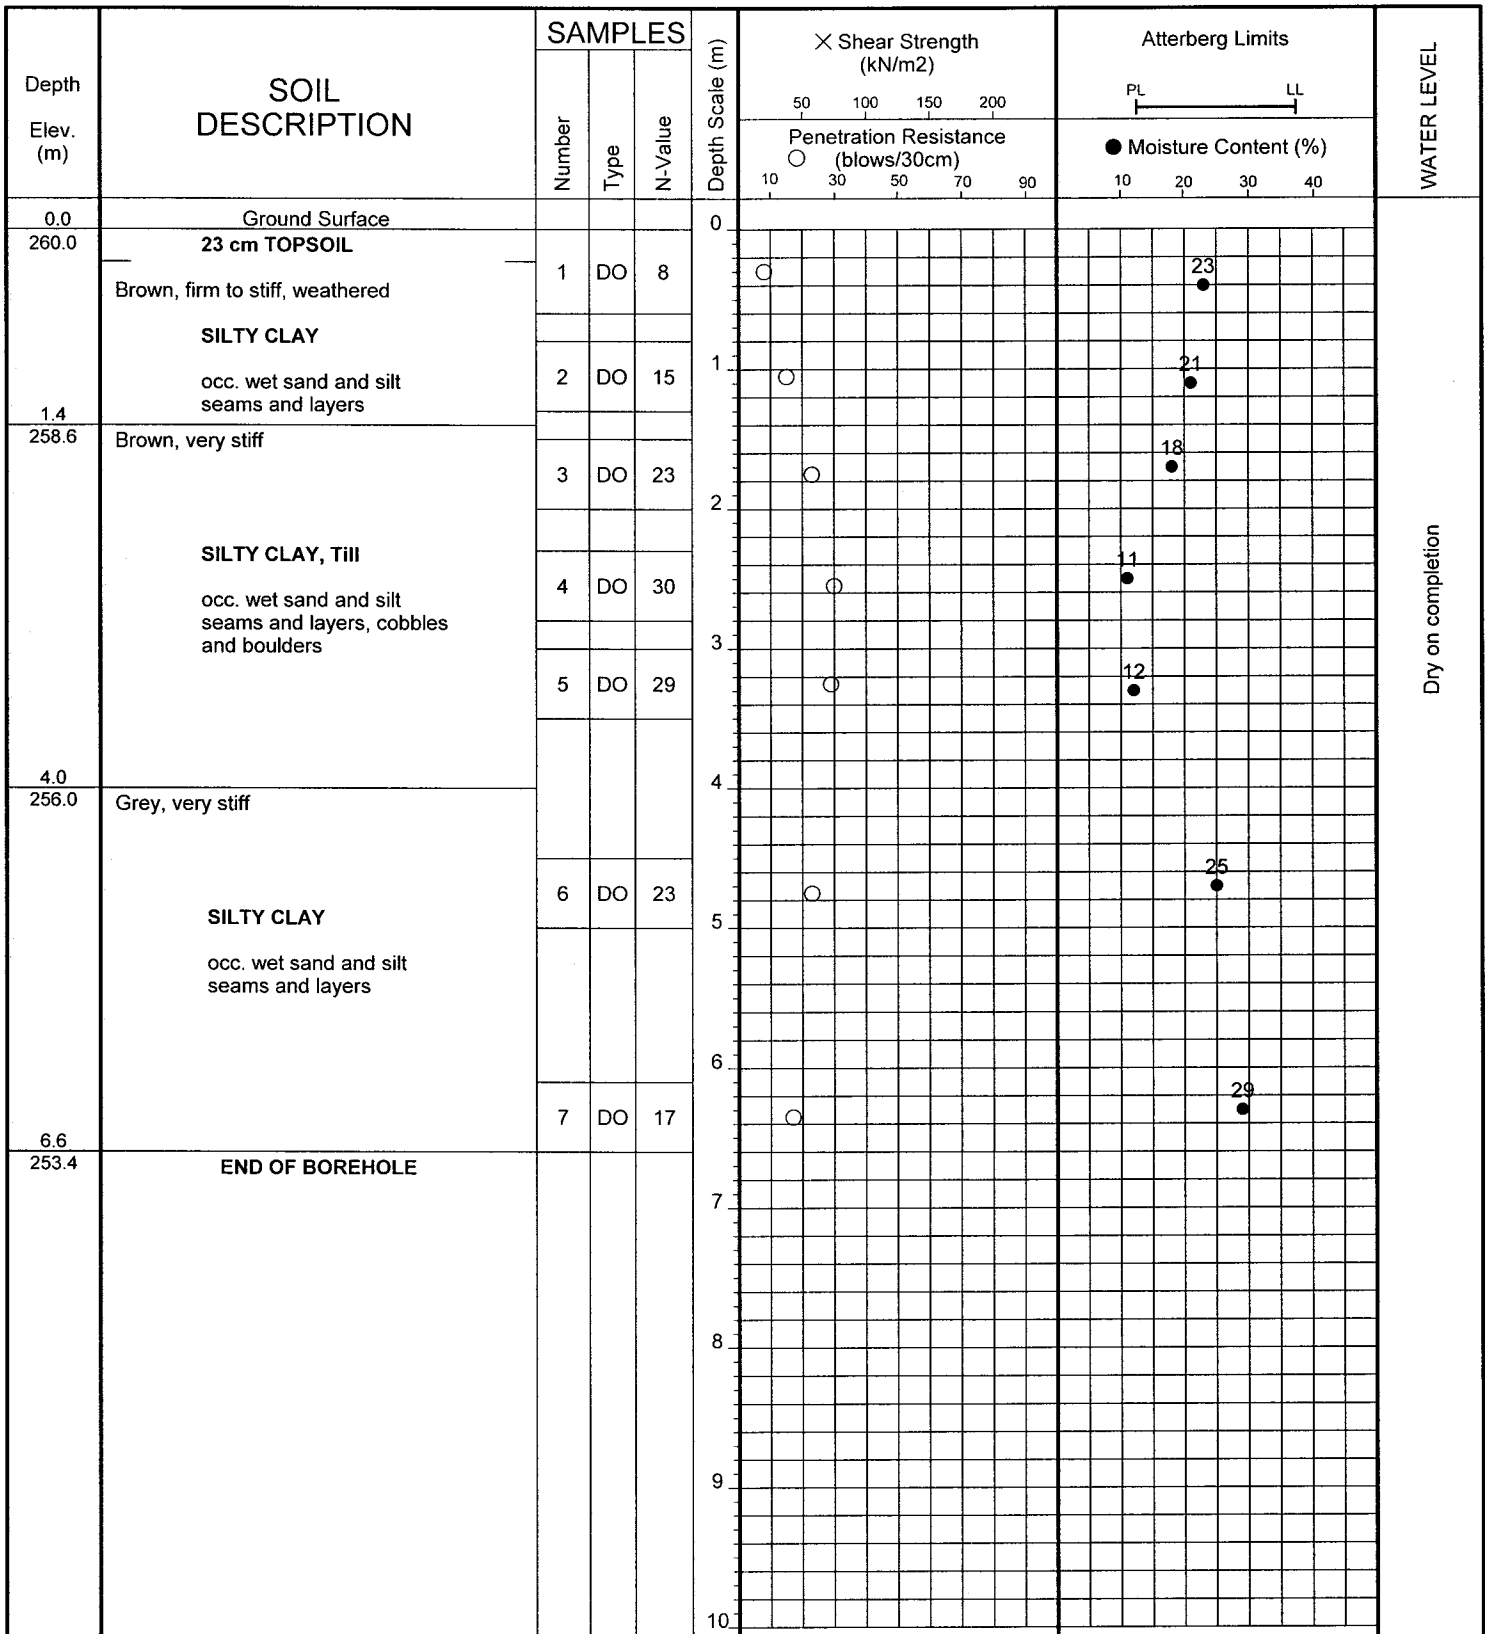 Depth
Elev.
(m)
SOIL
DESCRIPTION
SAMPLES
Number
Type
N-Value
Depth Scale (m)
× Shear Strength
(kN/m2)
50 100 150 200
Penetration Resistance
(blows/30cm)
10 30 50 70 90
Atterberg Limits
PL LL
Moisture Content (%)
10 20 30 40
WATER LEVEL
0.0 Ground Surface 0
260.0 23 cm TOPSOIL
1 DO 8 23
Brown, firm to stiff, weathered
SILTY CLAY
1
2 DO 15 21
occ. wet sand and silt
seams and layers
1.4
258.6 Brown, very stiff
3 DO 23 18
2
SILTY CLAY, Till
4 DO 30 11
occ. wet sand and silt
seams and layers, cobbles
and boulders
3
5 DO 29 12
Dry on completion
4.0 4
256.0 Grey, very stiff
6 DO 23 25
SILTY CLAY
5
occ. wet sand and silt
seams and layers
6
7 DO 17 29
6.6
253.4 END OF BOREHOLE
7
8
9
10